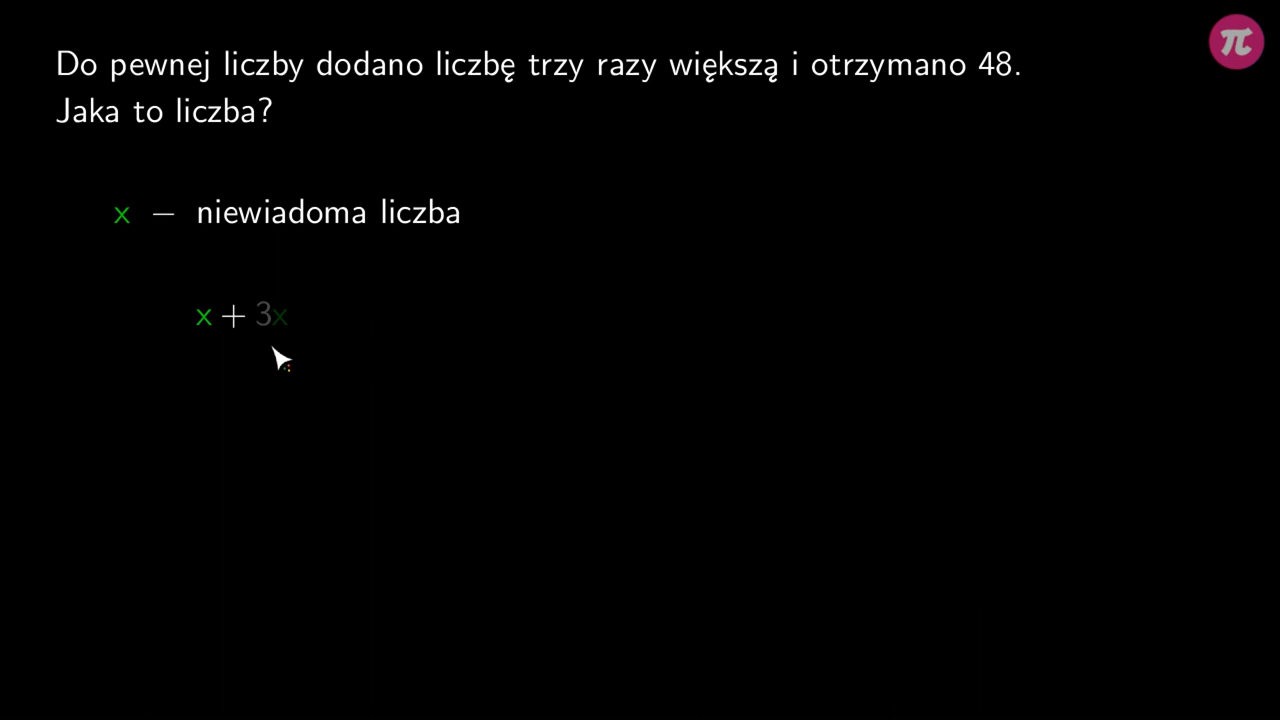 Do pewnej liczby dodano liczbę trzy razy większą i otrzymano 48.
Jaka to liczba?
x – niewiadoma liczba
x + 3x
π